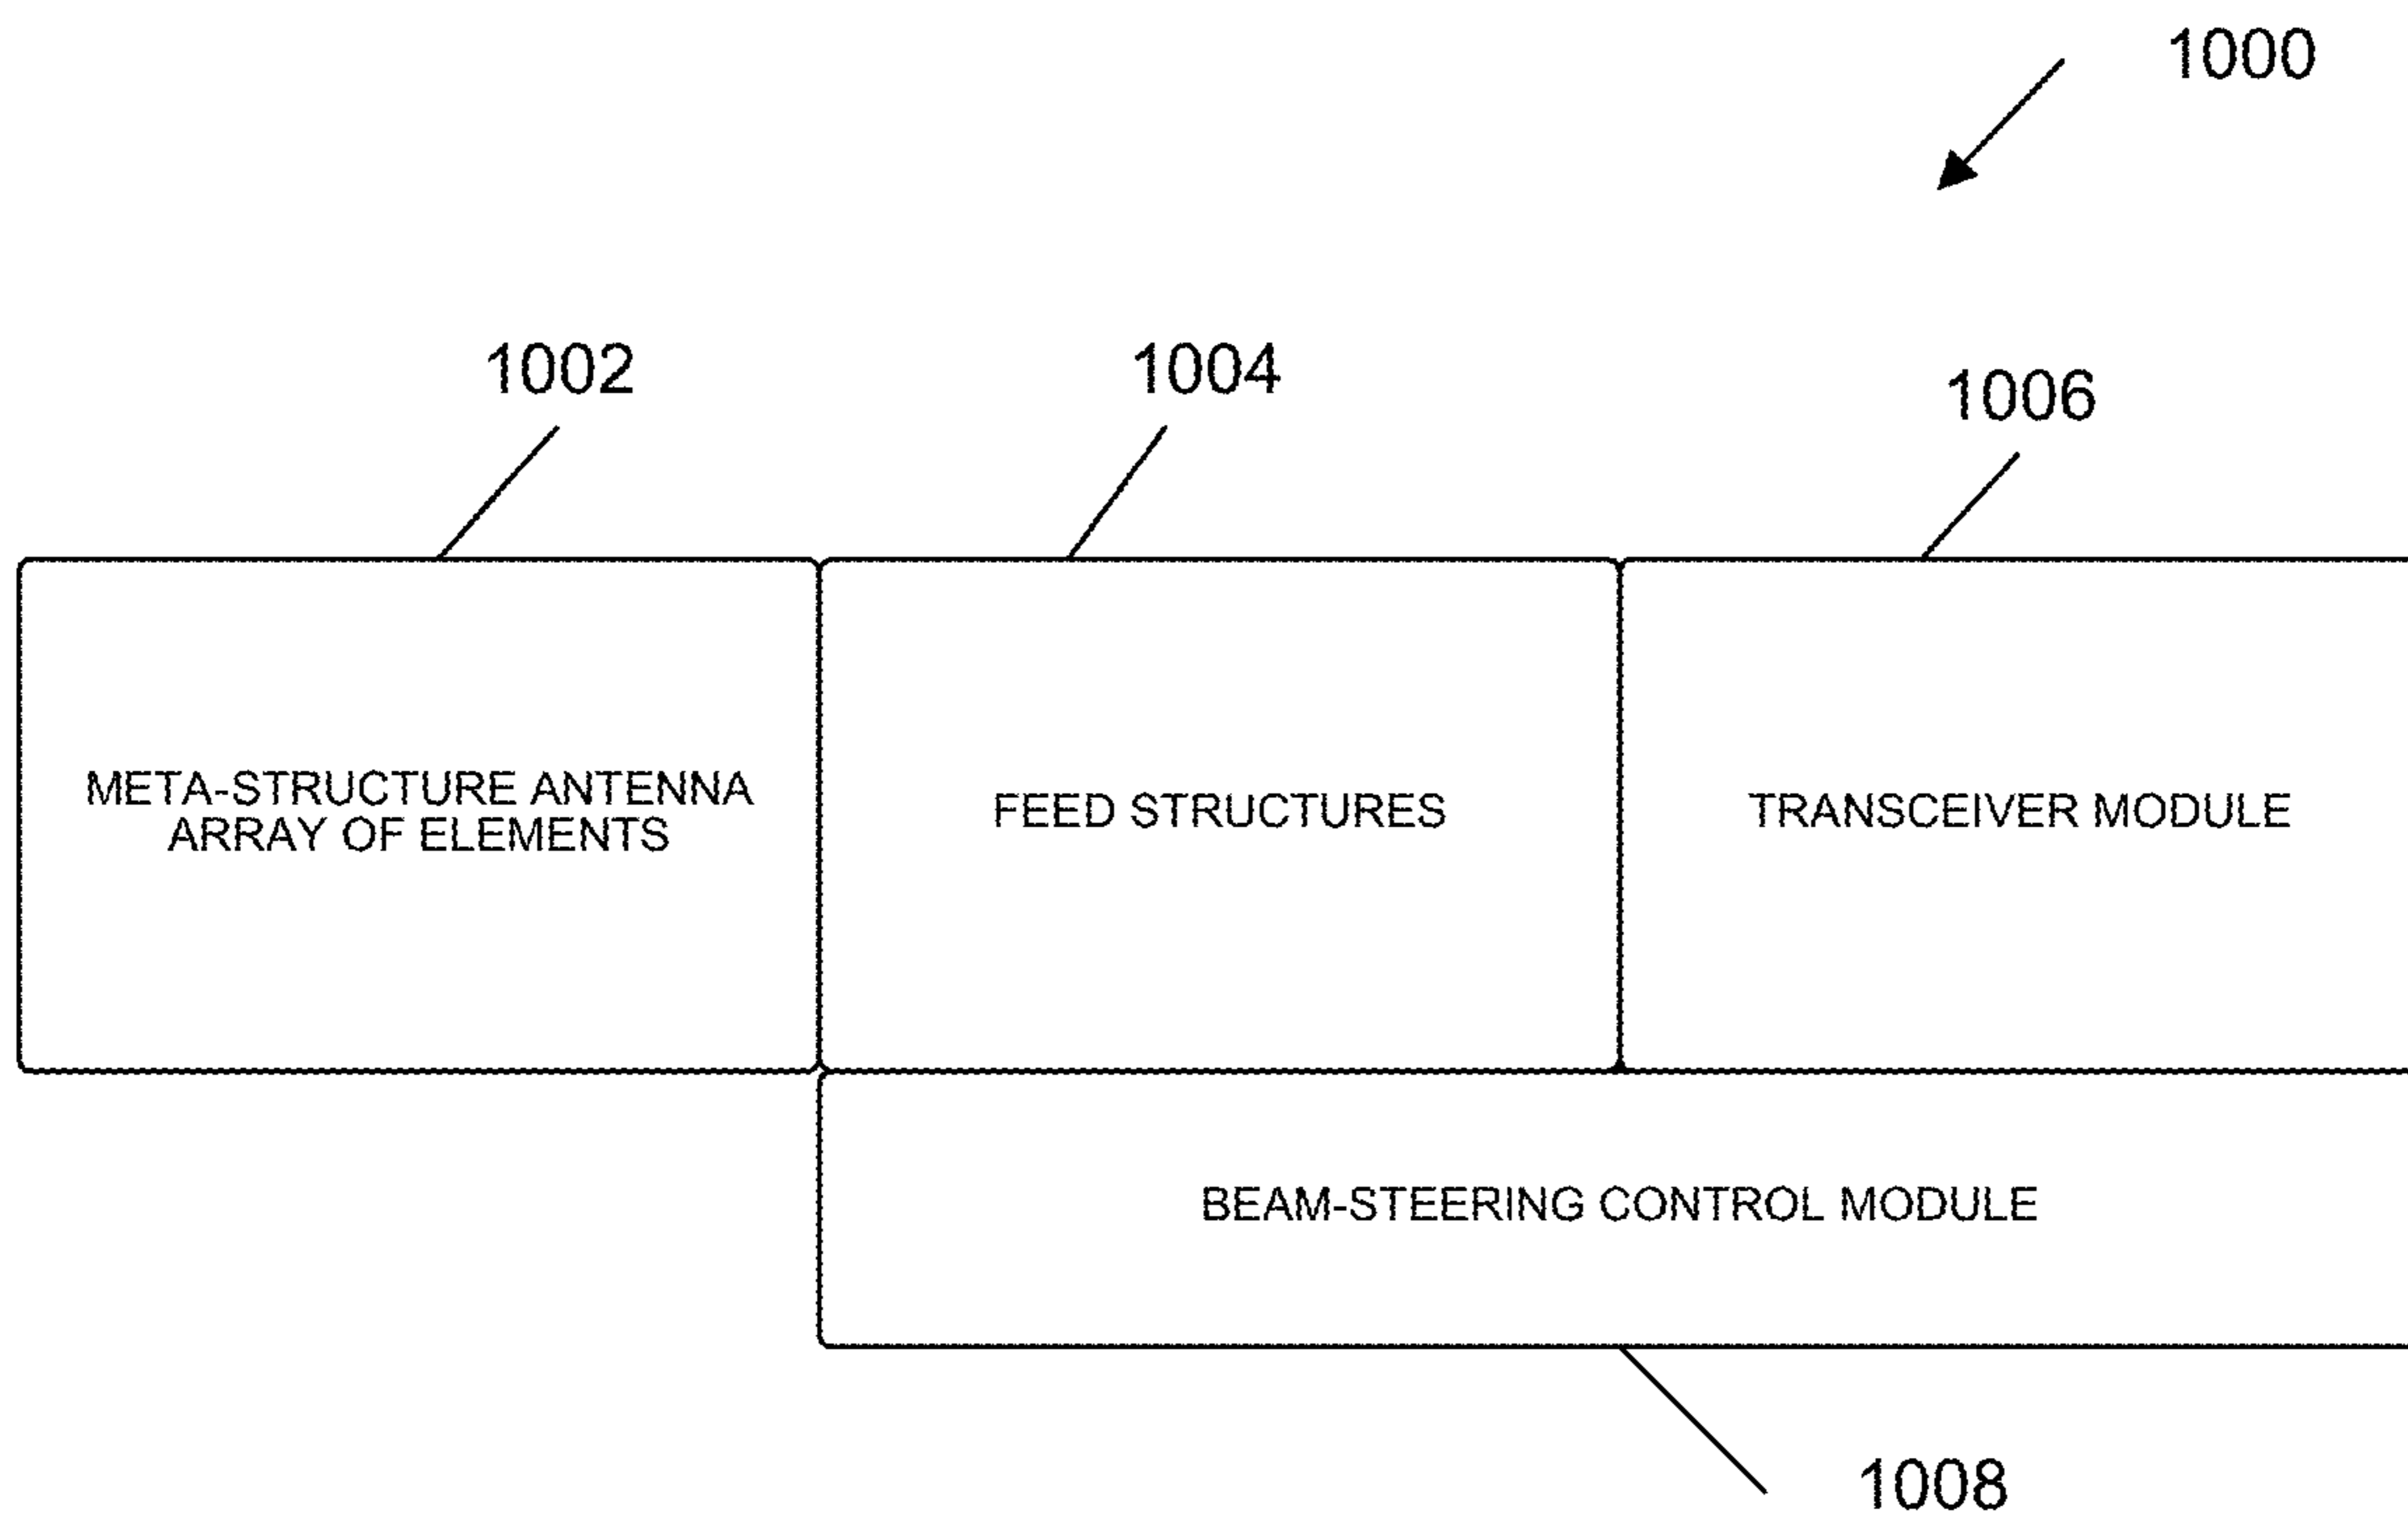 1000
1002
1004
1006
META-STRUCTURE ANTENNA
ARRAY OF ELEMENTS
FEED STRUCTURES
TRANSCEIVER MODULE
BEAM-STEERING CONTROL MODULE
1008